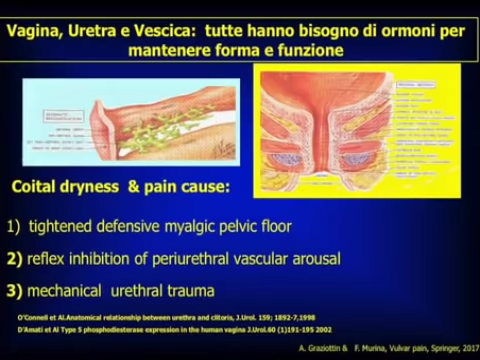 Vagina, Uretra e Vescica: tutte hanno bisogno di ormoni per
mantenere forma e funzione
Coital dryness & pain cause:
1) tightened defensive myalgic pelvic floor
2) reflex inhibition of periurethral vascular arousal
3) mechanical urethral trauma
O'Connell et Al.Anatomical relationship between urethra and clitoris, J.Urol. 159; 1892-7,1998
D'Amati et Al Type 5 phosphodiesterase expression in the human vagina J.Urol.60 (1)191-195 2002
A. Graziottin & F. Murina, Vulvar pain, Springer, 2017